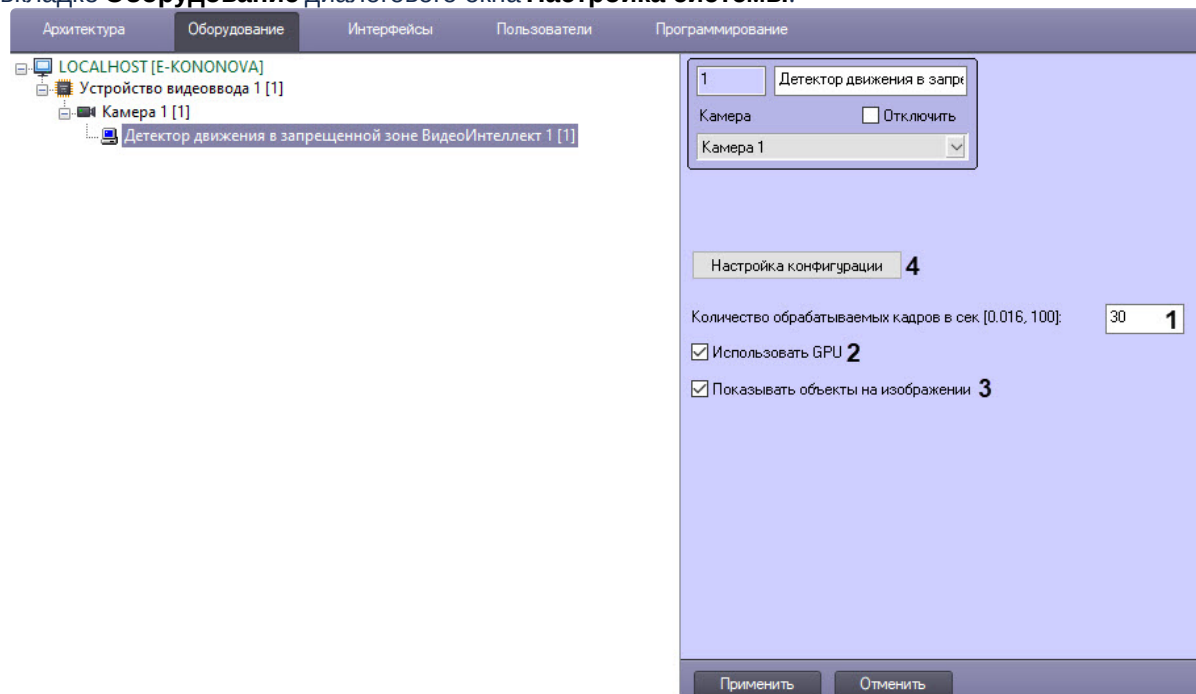 вкладке Оборудование диалогового окна Настройка системы.
Архитектура Оборудование Интерфейсы Пользователи Программирование
LOCALHOST [E-KONONOVA]
Устройство видеоввода 1 [1]
Камера 1 [1]
Детектор движения в запрещенной зоне ВидеоИнтеллект 1 [1]
1 Детектор движения в запре
Камера Отключить
Камера 1
Настройка конфигурации 4
Количество обрабатываемых кадров в сек [0.016, 100]: 30 1
Использовать GPU 2
Показывать объекты на изображении 3
Применить Отменить